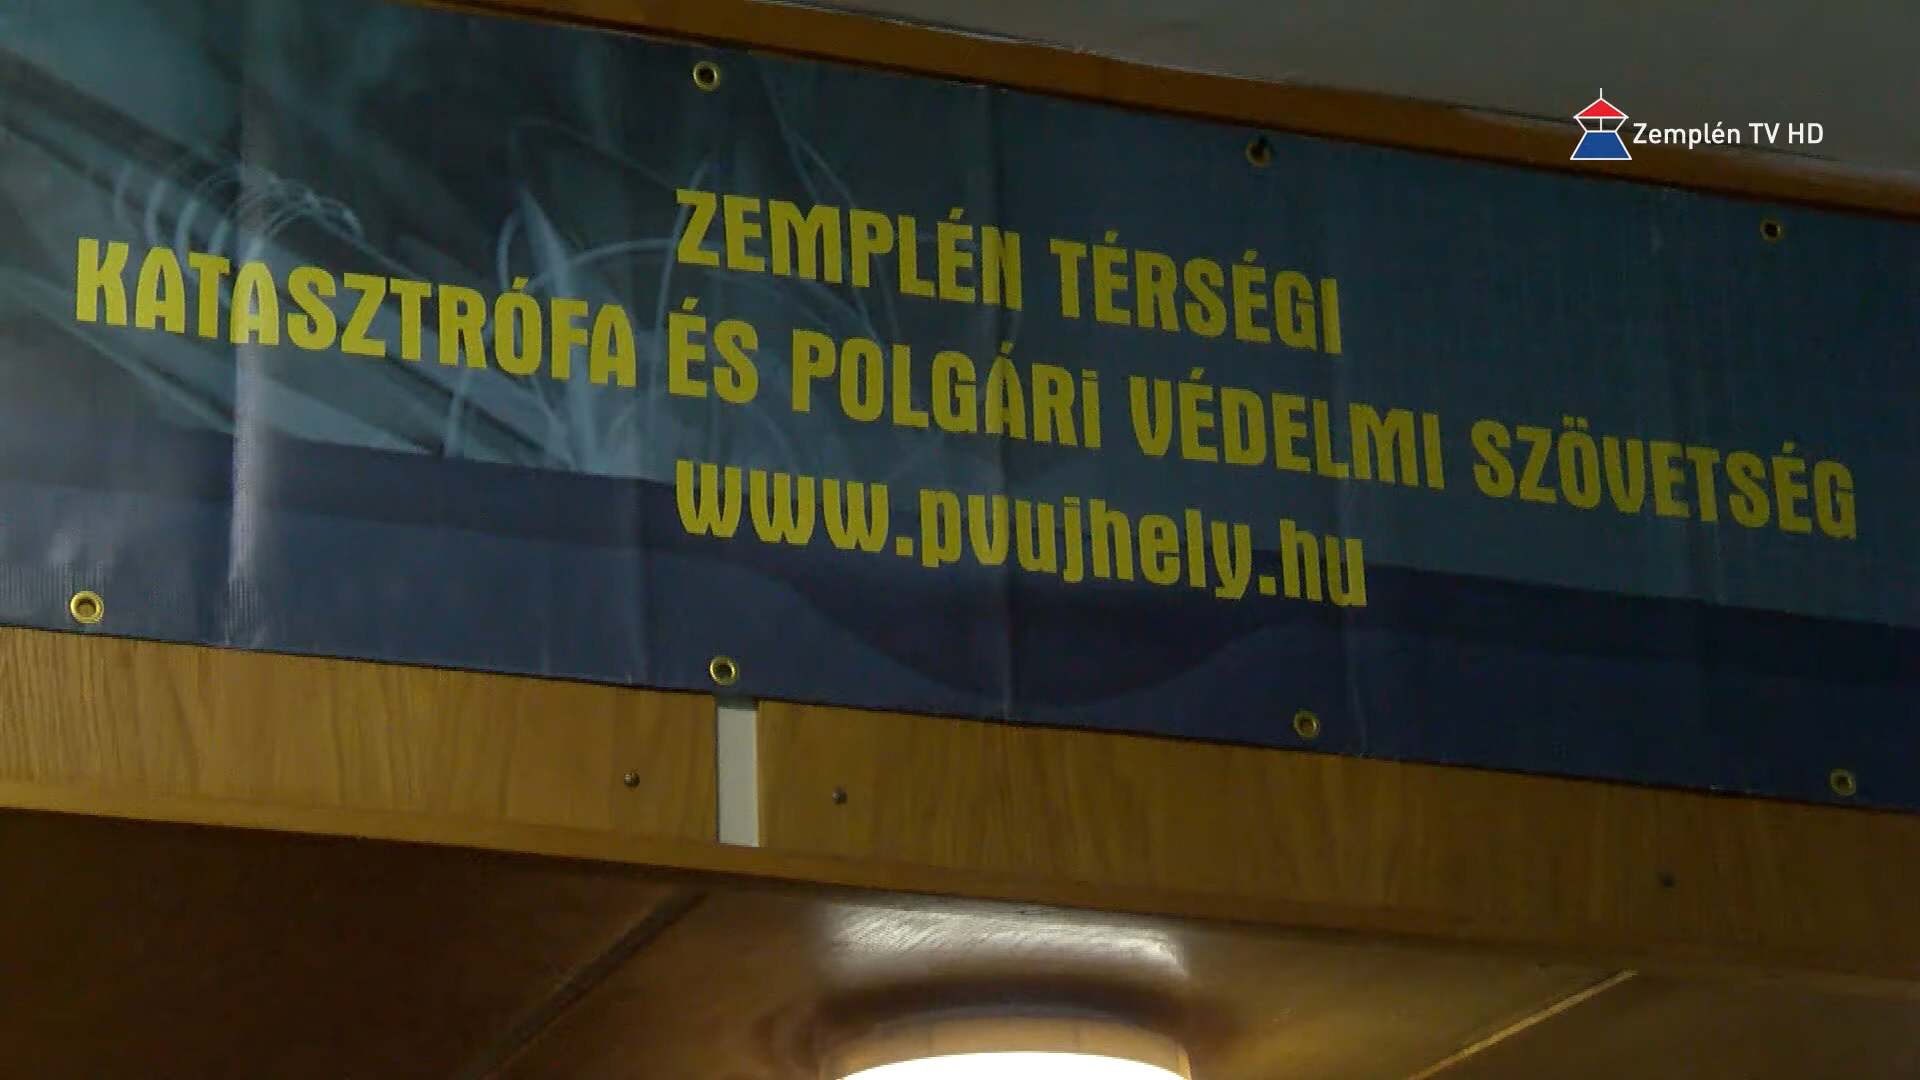 Zemplén TV HD
ZEMPLÉN TÉRSÉGI
KATASZTRÓFA ÉS POLGÁRi VÉDELMI SZÖVETSÉG
www.pvujhely.hu